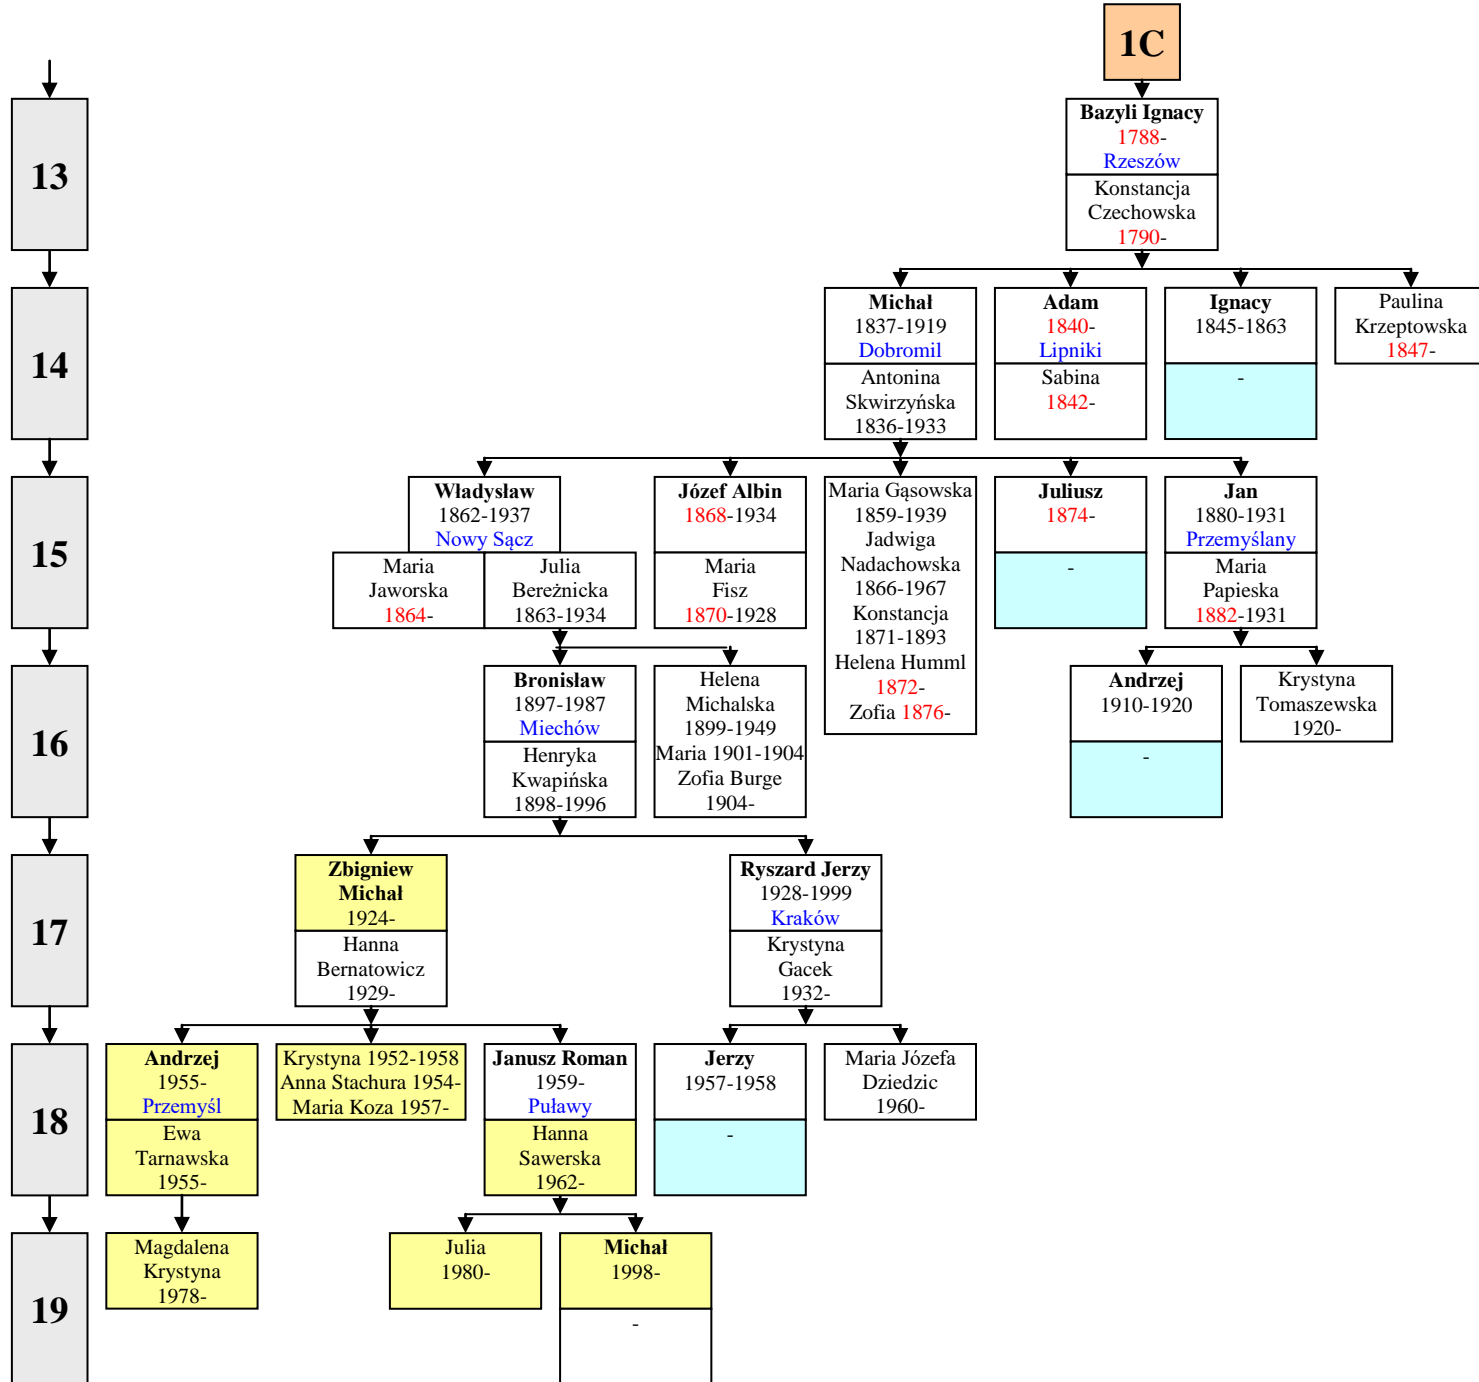 1C
13
Bazyli Ignacy
1788-
Rzeszów
Konstancja
Czechowska
1790-
14
Michał
1837-1919
Dobromil
Antonina
Skwirzyńska
1836-1933
Adam
1840-
Lipniki
Sabina
1842-
Ignacy
1845-1863
-
Paulina
Krzeptowska
1847-
15
Władysław
1862-1937
Nowy Sącz
Maria
Jaworska
1864-
Julia
Bereżnicka
1863-1934
Józef Albin
1868-1934
Maria
Fisz
1870-1928
Maria Gąsowska
1859-1939
Jadwiga
Nadachowska
1866-1967
Konstancja
1871-1893
Helena Humml
1872-
Zofia 1876-
Juliusz
1874-
-
Jan
1880-1931
Przemyślany
Maria
Papieska
1882-1931
16
Bronisław
1897-1987
Miechów
Henryka
Kwapińska
1898-1996
Helena
Michalska
1899-1949
Maria 1901-1904
Zofia Burge
1904-
Andrzej
1910-1920
-
Krystyna
Tomaszewska
1920-
17
Zbigniew
Michał
1924-
Hanna
Bernatowicz
1929-
Ryszard Jerzy
1928-1999
Kraków
Krystyna
Gacek
1932-
18
Andrzej
1955-
Przemyśl
Ewa
Tarnawska
1955-
Krystyna 1952-1958
Anna Stachura 1954-
Maria Koza 1957-
Janusz Roman
1959-
Puławy
Hanna
Sawerska
1962-
Jerzy
1957-1958
-
Maria Józefa
Dziedzic
1960-
19
Magdalena
Krystyna
1978-
Julia
1980-
Michał
1998-
-